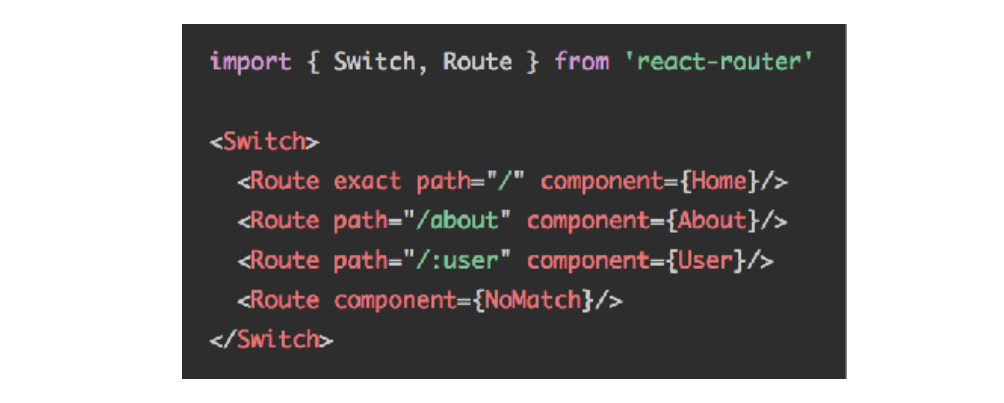 import { Switch, Route } from 'react-router'
<Switch>
<Route exact path="/" component={Home}/>
<Route path="/about" component={About}/>
<Route path="/:user" component={User}/>
<Route component={NoMatch}/>
</Switch>